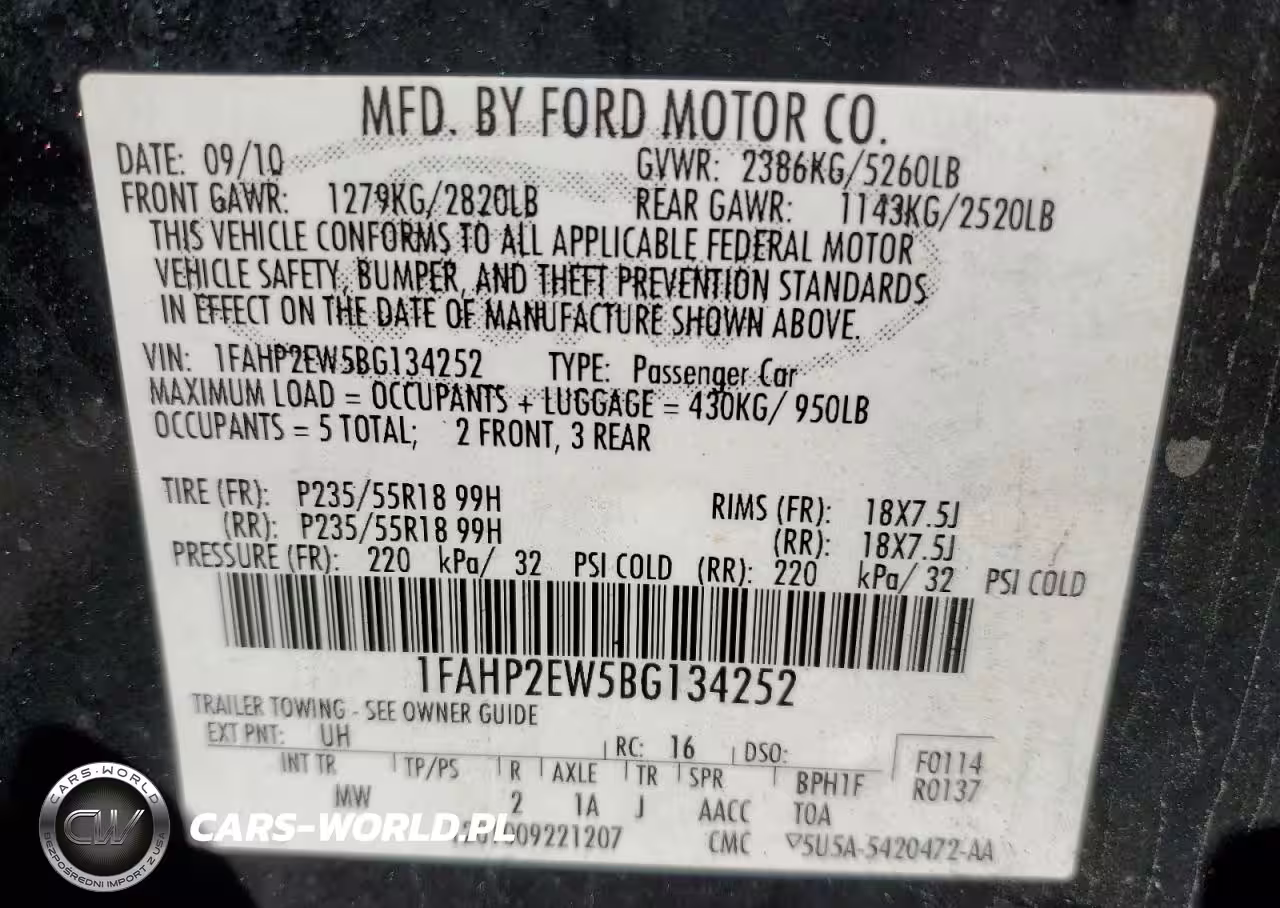 MFD. BY FORD MOTOR CO.
DATE: 09/10 GVWR: 2386KG/5260LB
FRONT GAWR: 1279KG/2820LB REAR GAWR: 1143KG/2520LB
THIS VEHICLE CONFORMS TO ALL APPLICABLE FEDERAL MOTOR
VEHICLE SAFETY, BUMPER, AND THEFT PREVENTION STANDARDS
IN EFFECT ON THE DATE OF MANUFACTURE SHOWN ABOVE.
VIN: 1FAHP2EW5BG134252 TYPE: Passenger Car
MAXIMUM LOAD = OCCUPANTS + LUGGAGE = 430KG/ 950LB
OCCUPANTS = 5 TOTAL; 2 FRONT, 3 REAR
TIRE (FR): P235/55R18 99H RIMS (FR): 18X7.5J
(RR): P235/55R18 99H (RR): 18X7.5J
PRESSURE (FR): 220 kPa/ 32 PSI COLD (RR): 220 kPa/ 32 PSI COLD
1FAHP2EW5BG134252
TRAILER TOWING - SEE OWNER GUIDE
EXT PNT: UH RC: 16 DSO: F0114
INT TR TP/PS R AXLE TR SPR BPH1F R0137
MW 2 1A J AACC TOA
CMC ▽5U5A-5420472-AA
CARS-WORLD
CW
BEZPOŚREDNI IMPORT Z USA
CARS-WORLD.PL